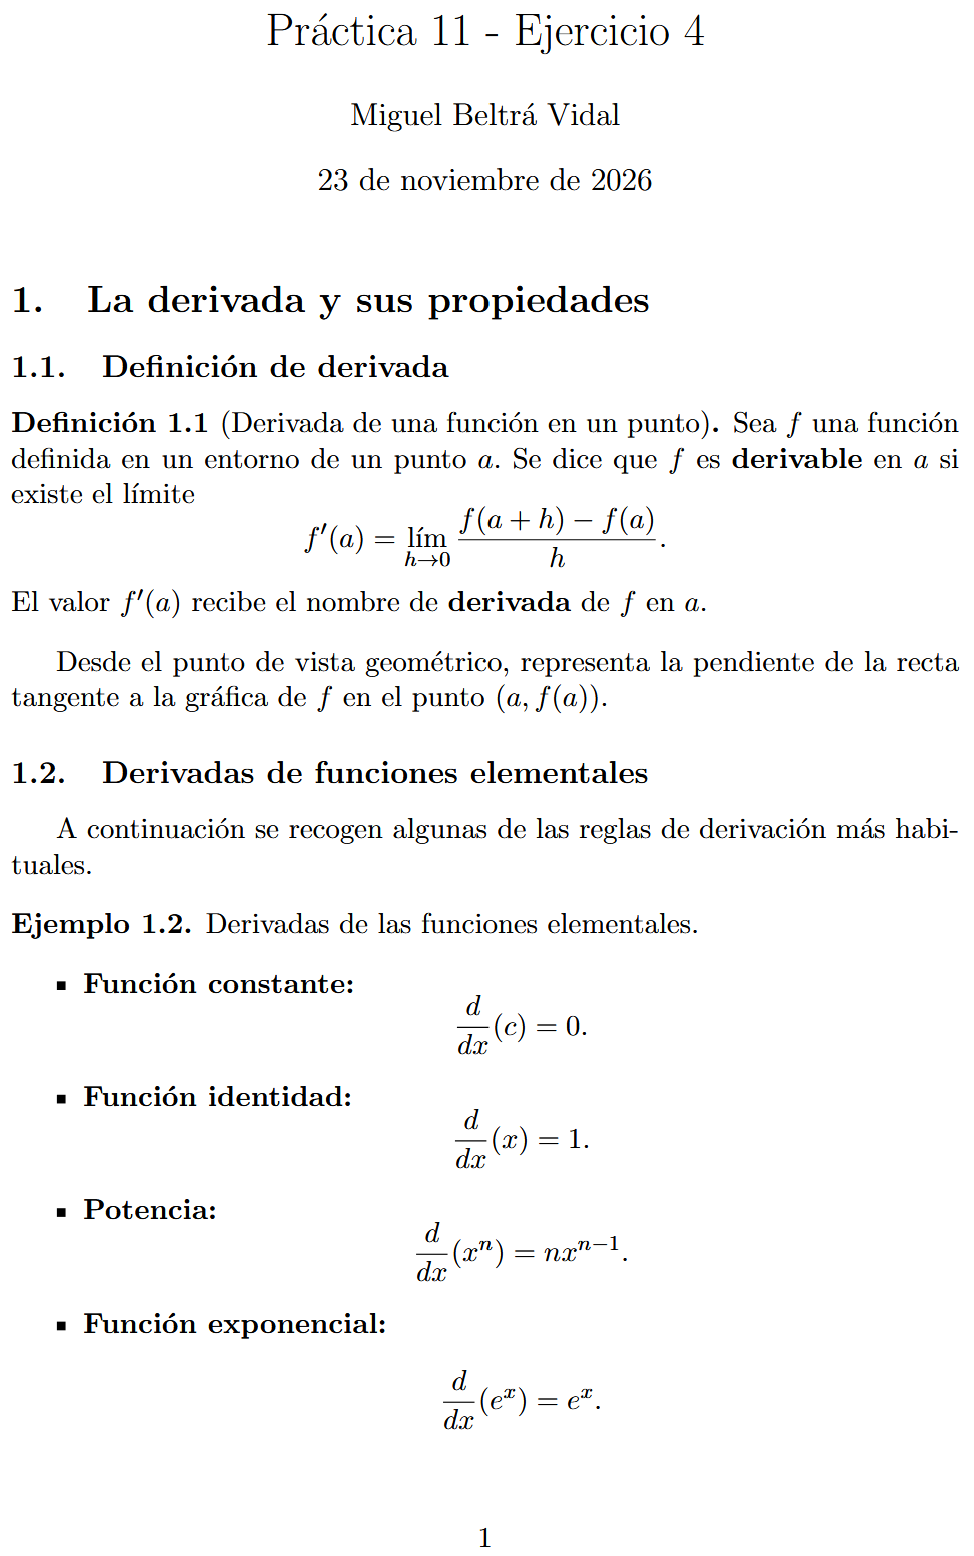 Práctica 11 - Ejercicio 4
Miguel Beltrá Vidal
23 de noviembre de 2026
1. La derivada y sus propiedades
1.1. Definición de derivada
Definición 1.1 (Derivada de una función en un punto). Sea f una función
definida en un entorno de un punto a. Se dice que f es derivable en a si
existe el límite
f′(a) = lím_{h→0} \frac{f(a + h) − f(a)}{h}.
El valor f′(a) recibe el nombre de derivada de f en a.
Desde el punto de vista geométrico, representa la pendiente de la recta
tangente a la gráfica de f en el punto (a, f(a)).
1.2. Derivadas de funciones elementales
A continuación se recogen algunas de las reglas de derivación más habi-
tuales.
Ejemplo 1.2. Derivadas de las funciones elementales.
▪ Función constante:
\frac{d}{dx}(c) = 0.
▪ Función identidad:
\frac{d}{dx}(x) = 1.
▪ Potencia:
\frac{d}{dx}(x^n) = nx^{n−1}.
▪ Función exponencial:
\frac{d}{dx}(e^x) = e^x.
1